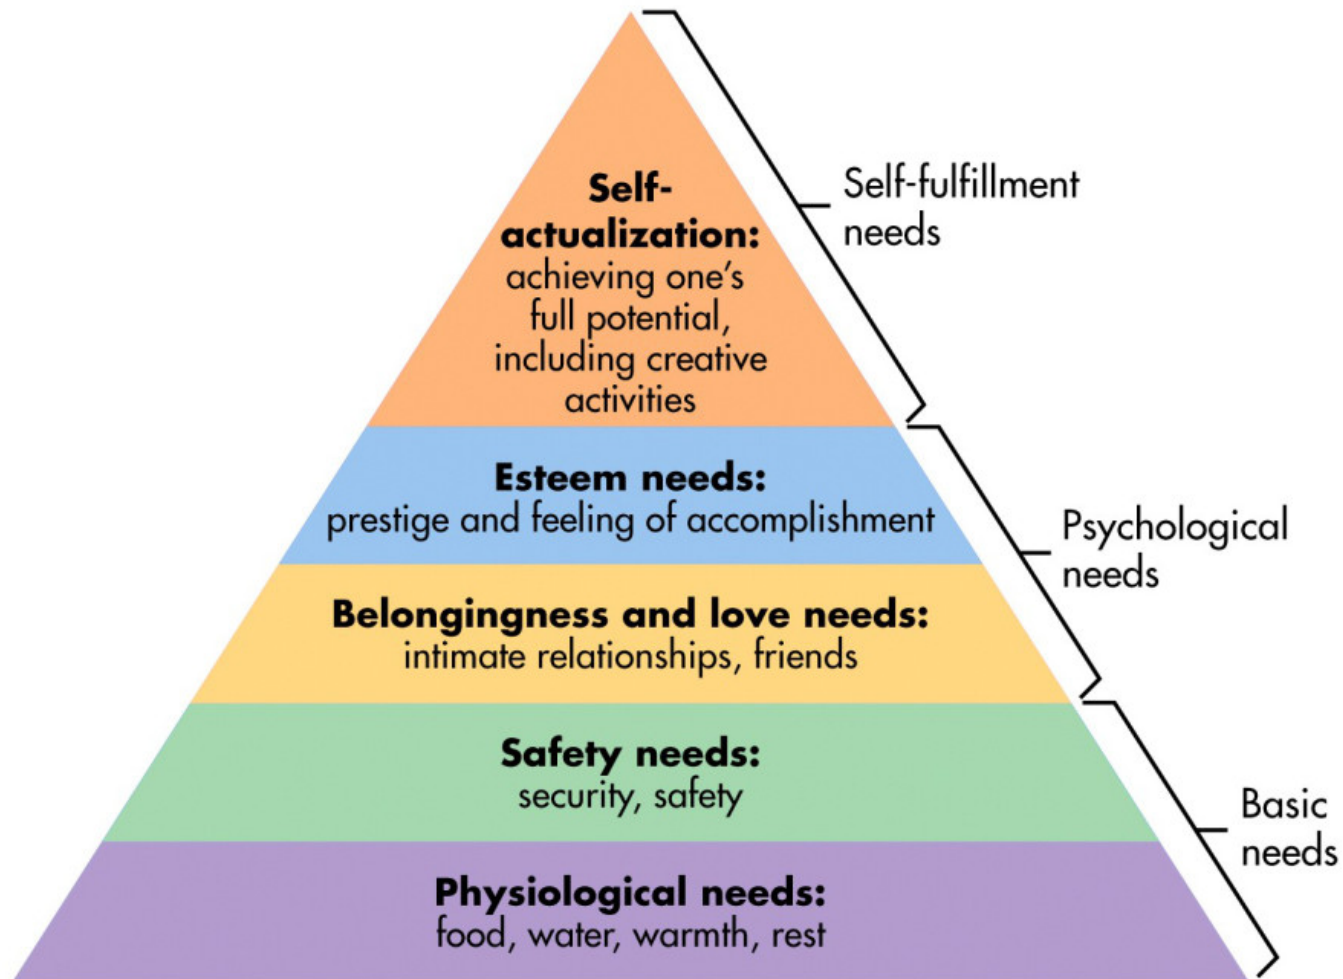 Self-
actualization:
achieving one's
full potential,
including creative
activities
Self-fulfillment
needs
Esteem needs:
prestige and feeling of accomplishment
Belongingness and love needs:
intimate relationships, friends
Psychological
needs
Safety needs:
security, safety
Physiological needs:
food, water, warmth, rest
Basic
needs